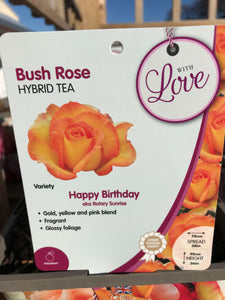 Bush Rose
HYBRID TEA
WITH
Love
Variety
Happy Birthday
aka Rotary Sunrise
• Gold, yellow and pink blend
• Fragrant
• Glossy foliage
SPREAD
HEIGHT